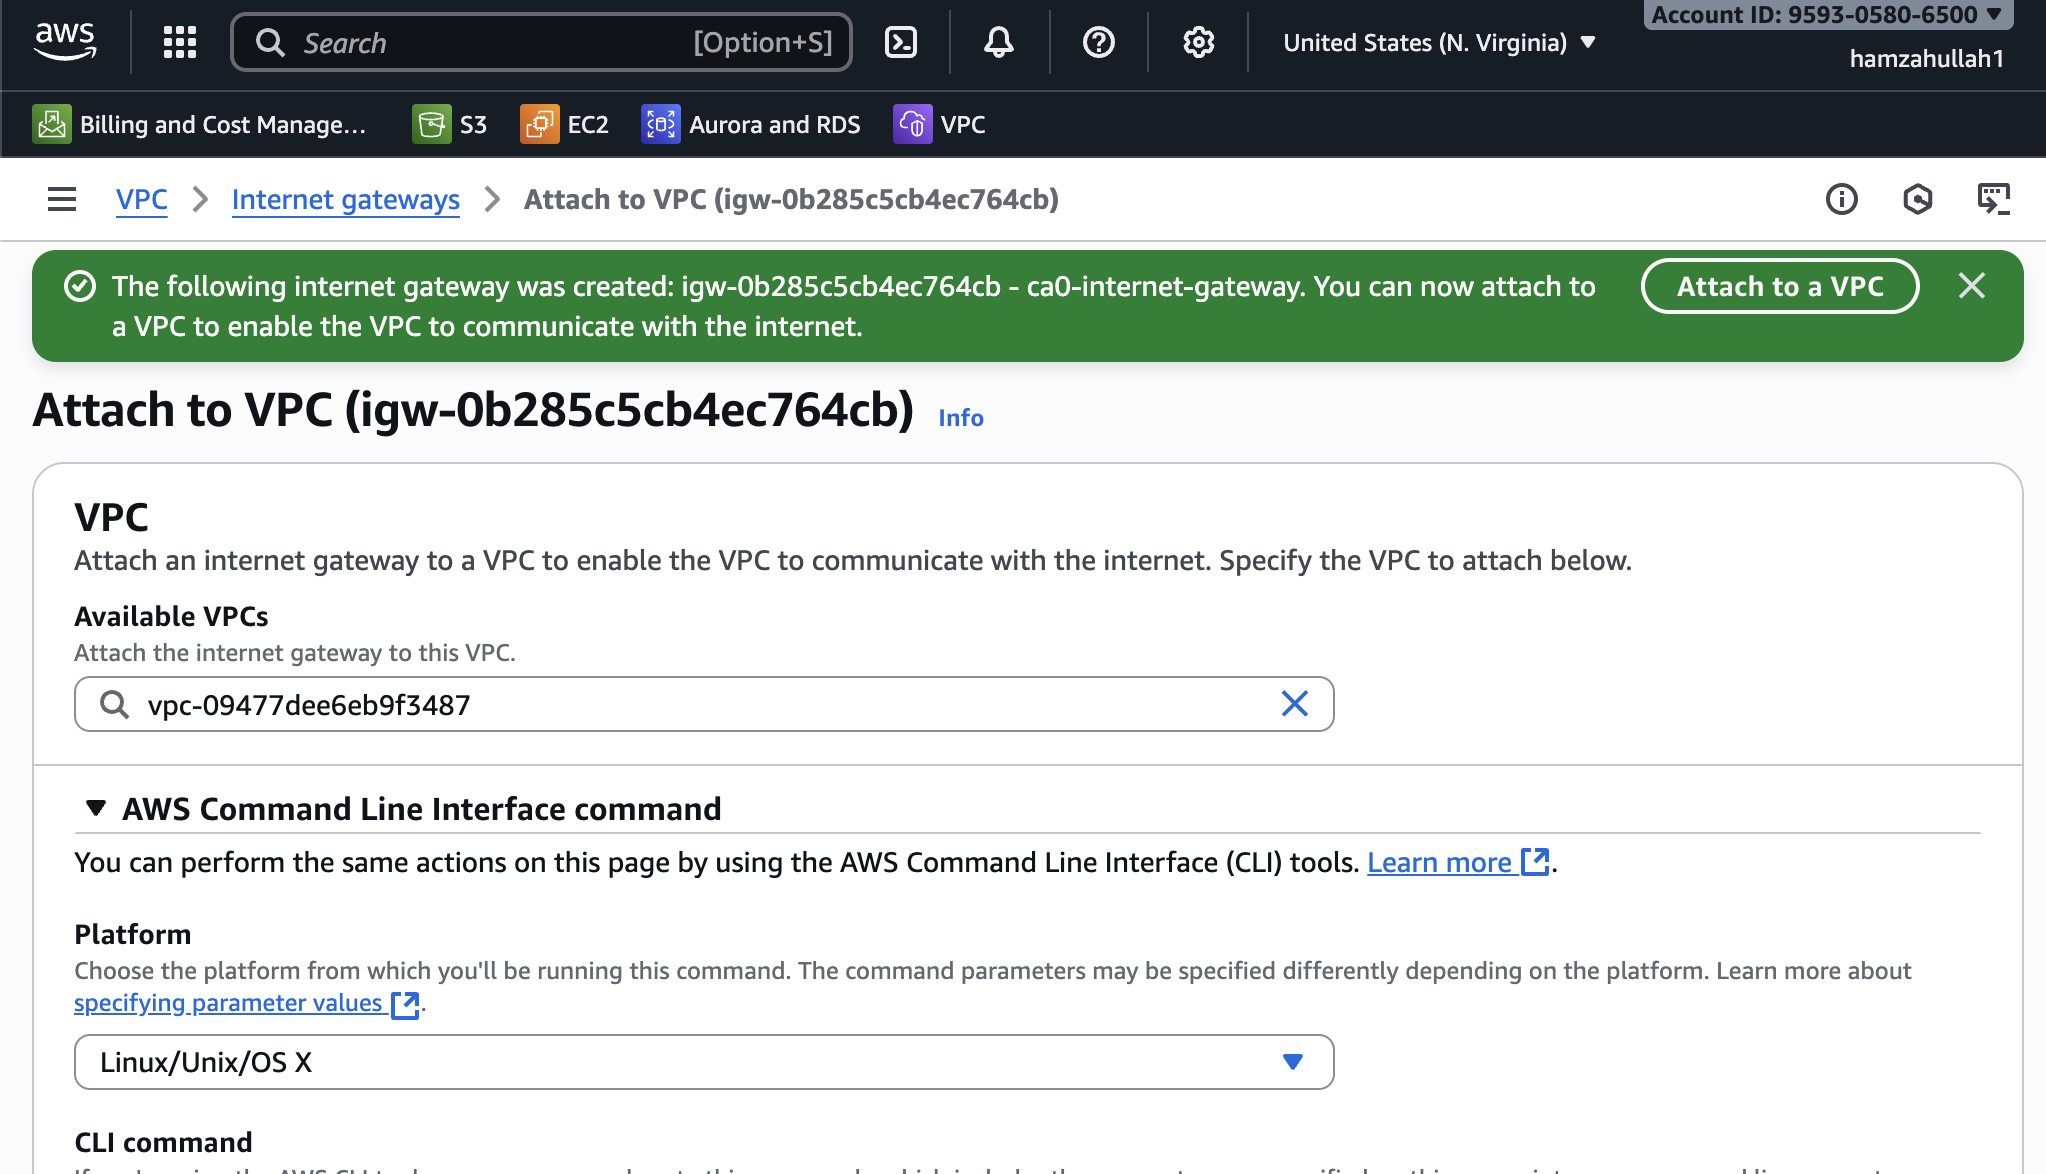 aws
Search [Option+S]
United States (N. Virginia)
Account ID: 9593-0580-6500
hamzahullah1
Billing and Cost Manage... S3 EC2 Aurora and RDS VPC
VPC Internet gateways Attach to VPC (igw-0b285c5cb4ec764cb)
The following internet gateway was created: igw-0b285c5cb4ec764cb - ca0-internet-gateway. You can now attach to
a VPC to enable the VPC to communicate with the internet.
Attach to a VPC
Attach to VPC (igw-0b285c5cb4ec764cb) Info
VPC
Attach an internet gateway to a VPC to enable the VPC to communicate with the internet. Specify the VPC to attach below.
Available VPCs
Attach the internet gateway to this VPC.
vpc-09477dee6eb9f3487
AWS Command Line Interface command
You can perform the same actions on this page by using the AWS Command Line Interface (CLI) tools. Learn more.
Platform
Choose the platform from which you'll be running this command. The command parameters may be specified differently depending on the platform. Learn more about
specifying parameter values.
Linux/Unix/OS X
CLI command